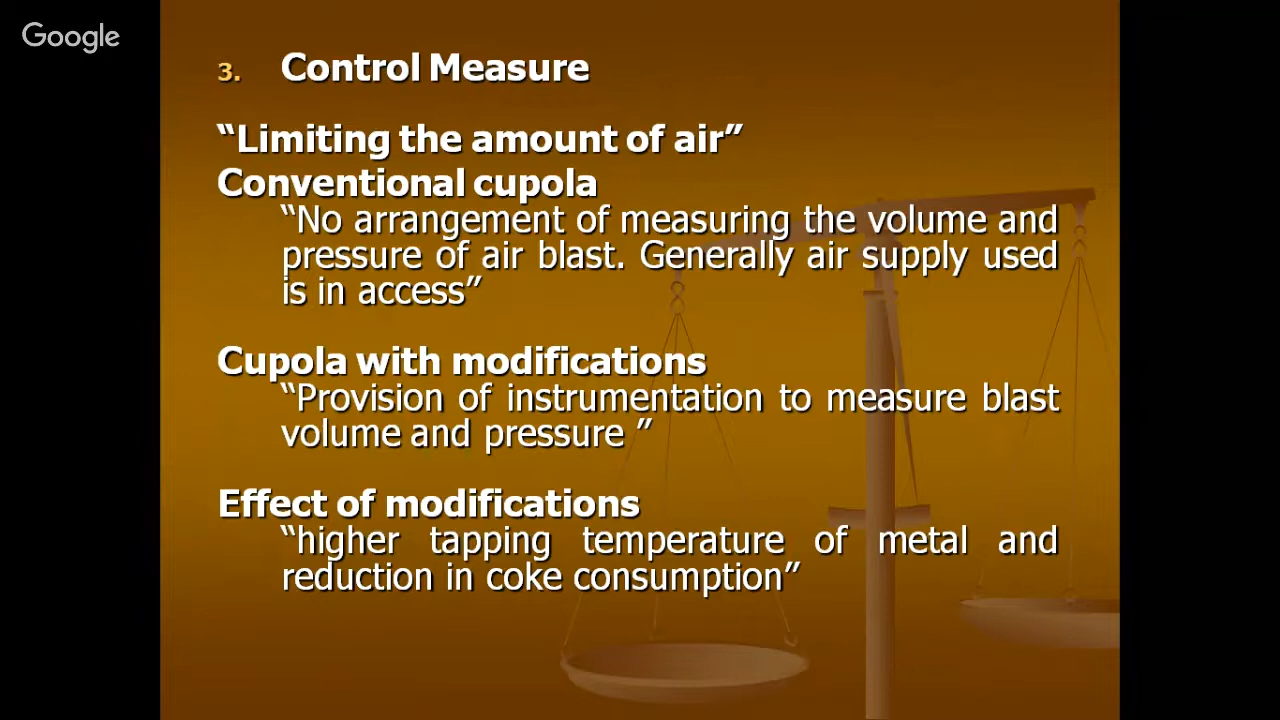 Google
3. Control Measure
“Limiting the amount of air”
Conventional cupola
“No arrangement of measuring the volume and
pressure of air blast. Generally air supply used
is in access”
Cupola with modifications
“Provision of instrumentation to measure blast
volume and pressure ”
Effect of modifications
“higher tapping temperature of metal and
reduction in coke consumption”